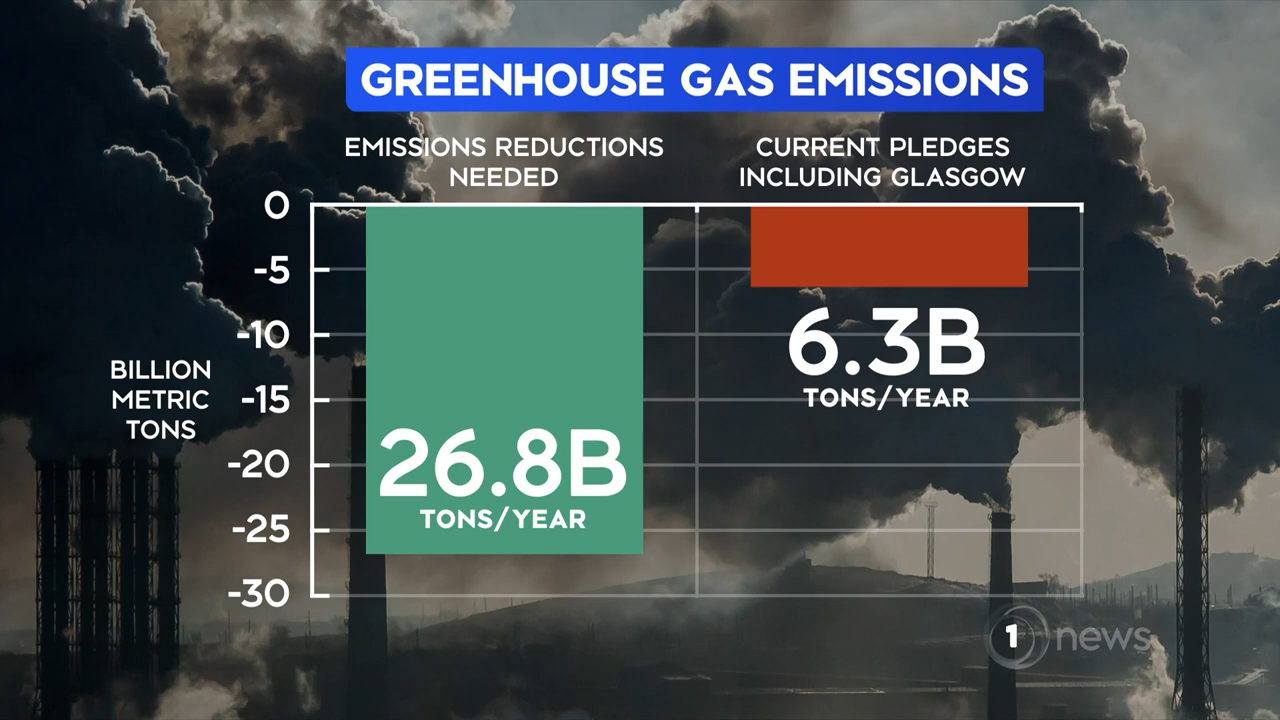 GREENHOUSE GAS EMISSIONS
EMISSIONS REDUCTIONS
NEEDED
CURRENT PLEDGES
INCLUDING GLASGOW
0
-5
-10
-15
-20
-25
-30
BILLION
METRIC
TONS
26.8B
TONS/YEAR
6.3B
TONS/YEAR
1 news